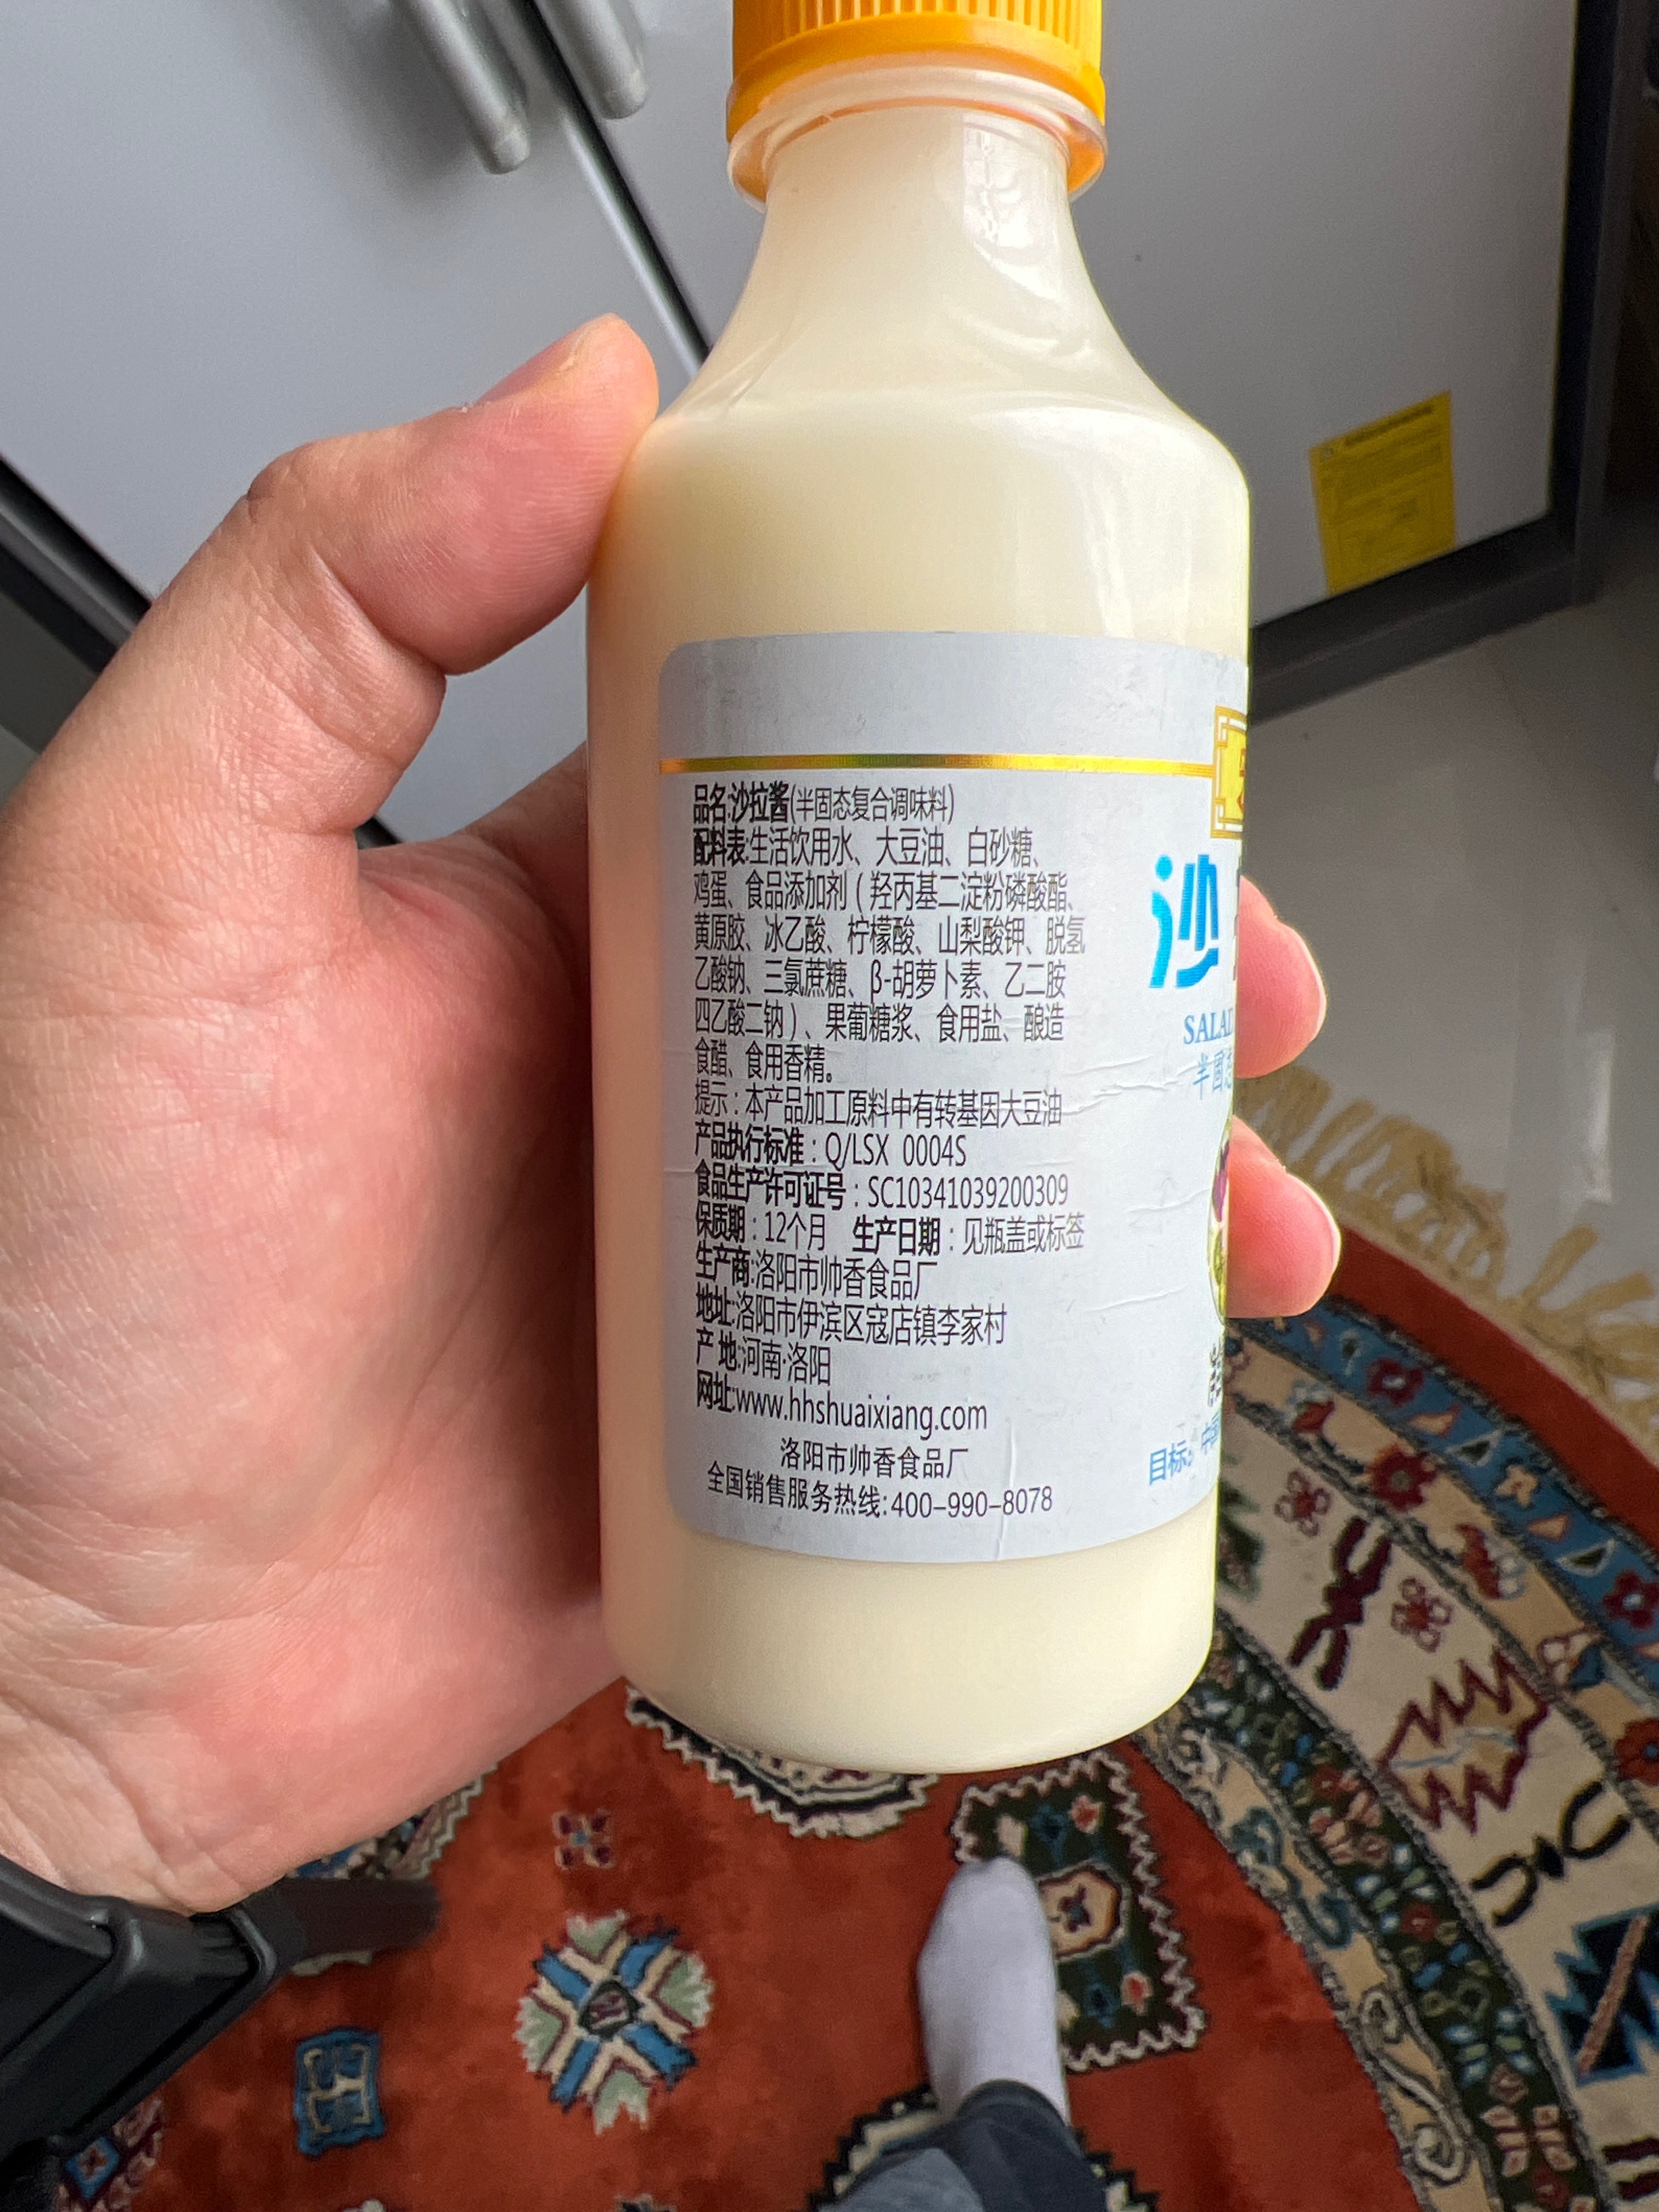 品名:沙拉酱(半固态复合调味料)
配料表:生活饮用水、大豆油、白砂糖、
鸡蛋、食品添加剂(羟丙基二淀粉磷酸酯、
黄原胶、冰乙酸、柠檬酸、山梨酸钾、脱氢
乙酸钠、三氯蔗糖、β-胡萝卜素、乙二胺
四乙酸二钠)、果葡糖浆、食用盐、酿造
食醋、食用香精。
提示:本产品加工原料中有转基因大豆油
产品执行标准:Q/LSX 0004S
食品生产许可证号:SC10341039200309
保质期:12个月 生产日期:见瓶盖或标签
生产商:洛阳市帅香食品厂
地址:洛阳市伊滨区寇店镇李家村
产 地:河南·洛阳
网址:www.hhshuaixiang.com
洛阳市帅香食品厂
全国销售服务热线:400-990-8078
沙
SALAD
半固态
目标:中国